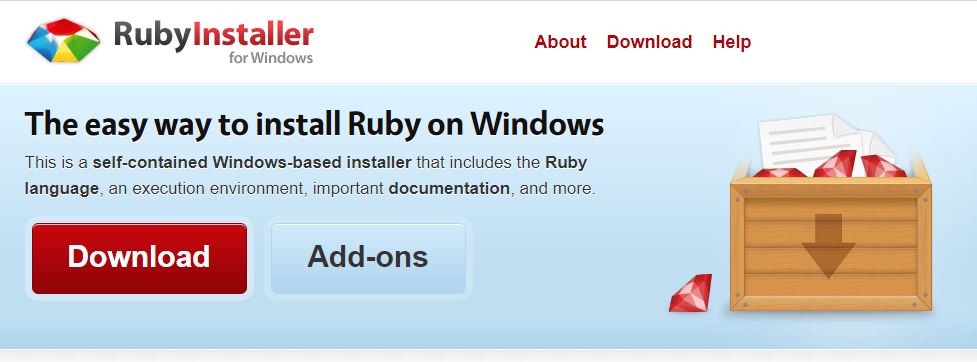 RubyInstaller
for Windows
About Download Help
The easy way to install Ruby on Windows
This is a self-contained Windows-based installer that includes the Ruby
language, an execution environment, important documentation, and more.
Download Add-ons